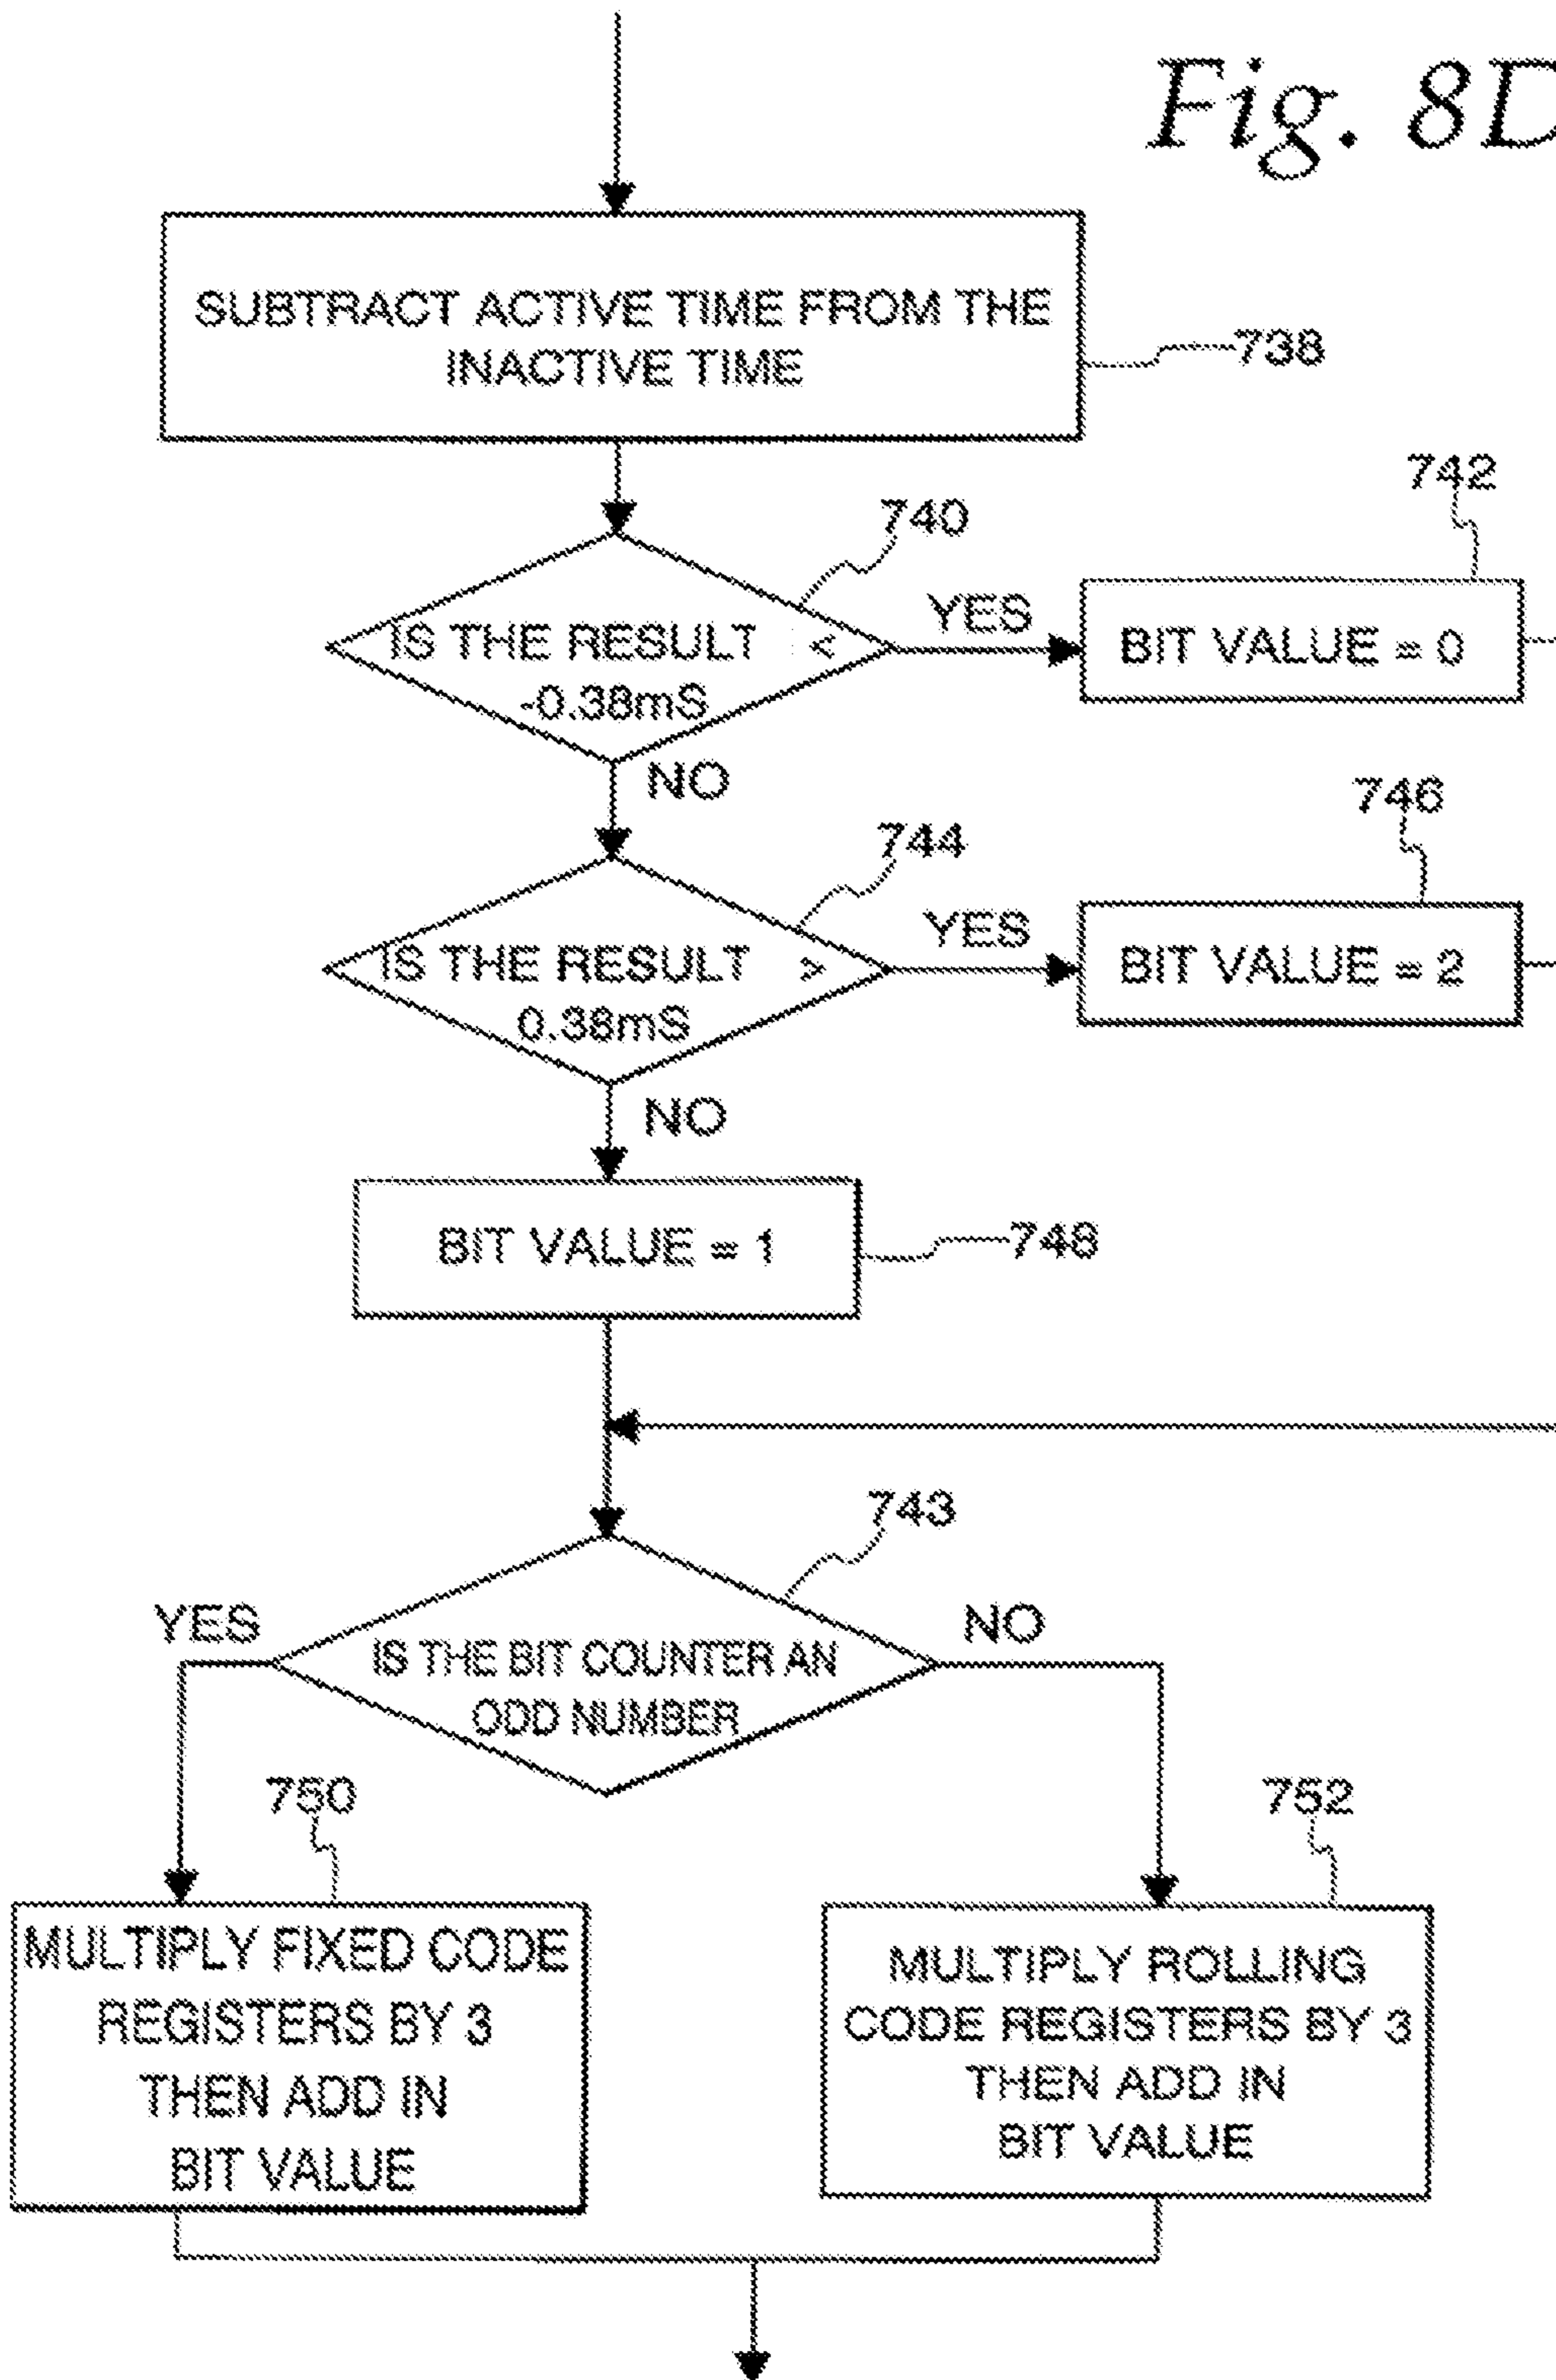 Fig. 8D
SUBTRACT ACTIVE TIME FROM THE
INACTIVE TIME
738
740
742
IS THE RESULT <
-0.38mS
YES
BIT VALUE = 0
NO
744
746
IS THE RESULT >
0.38mS
YES
BIT VALUE = 2
NO
BIT VALUE = 1
748
743
YES
IS THE BIT COUNTER AN
ODD NUMBER
NO
750
752
MULTIPLY FIXED CODE
REGISTERS BY 3
THEN ADD IN
BIT VALUE
MULTIPLY ROLLING
CODE REGISTERS BY 3
THEN ADD IN
BIT VALUE